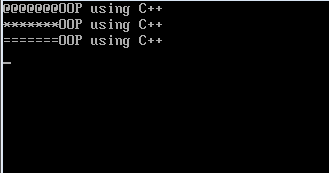 @@@@@@@OOP using C++
*******OOP using C++
=======OOP using C++
_